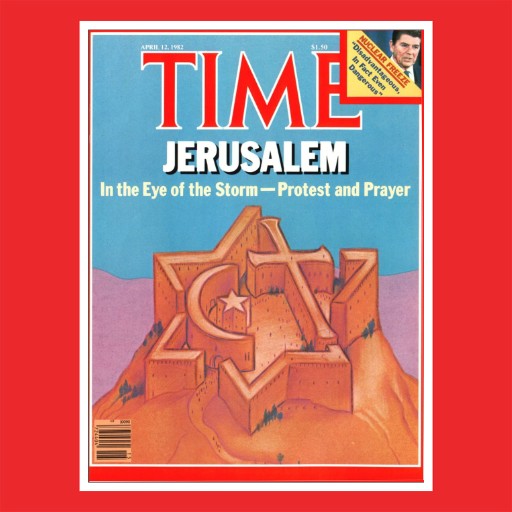 APRIL 12, 1982
$1.50
TIME
NUCLEAR FREEZE
"Disadvantageous,
In Fact Even
Dangerous"
JERUSALEM
In the Eye of the Storm—Protest and Prayer